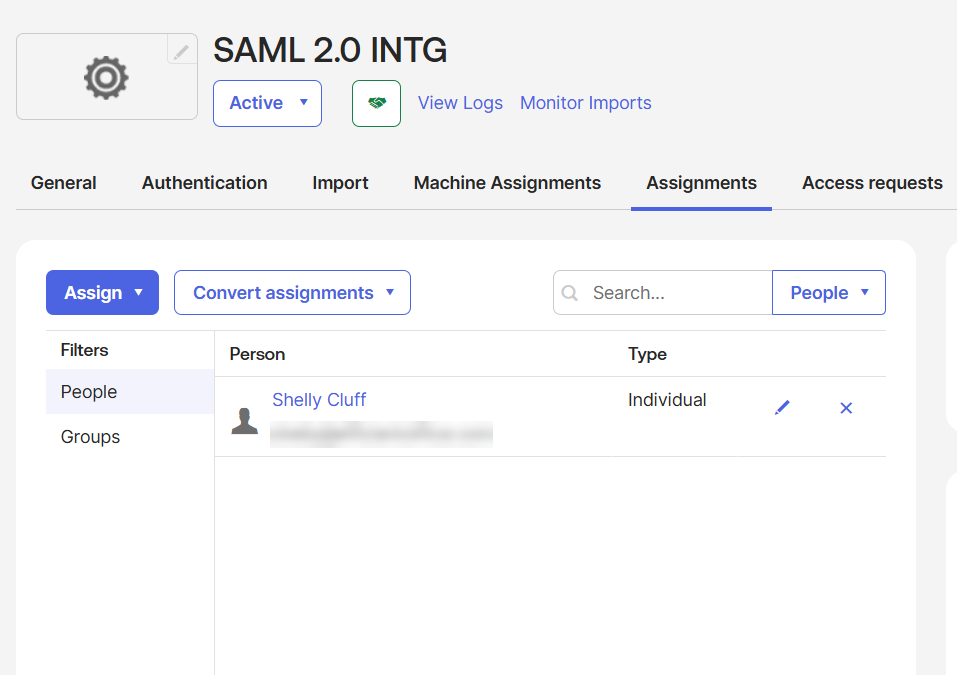 SAML 2.0 INTG
Active
View Logs Monitor Imports
General Authentication Import Machine Assignments Assignments Access requests
Assign Convert assignments Search... People
Filters Person Type
People Shelly Cluff Individual
Groups